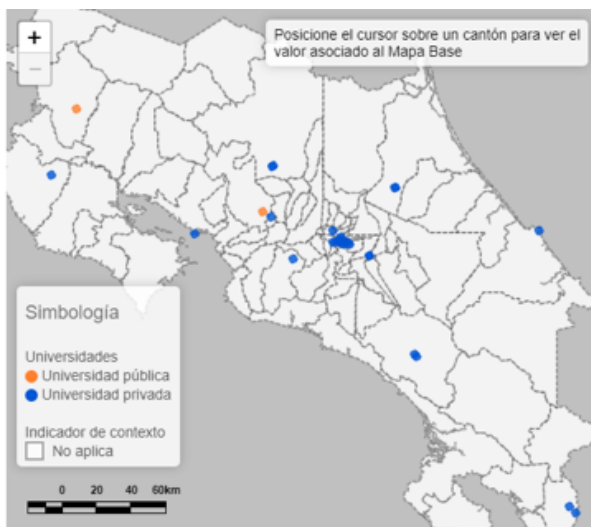 +
Posicione el cursor sobre un cantón para ver el
valor asociado al Mapa Base
−
Simbología
Universidades
Universidad pública
Universidad privada
Indicador de contexto
No aplica
0 20 40 60km